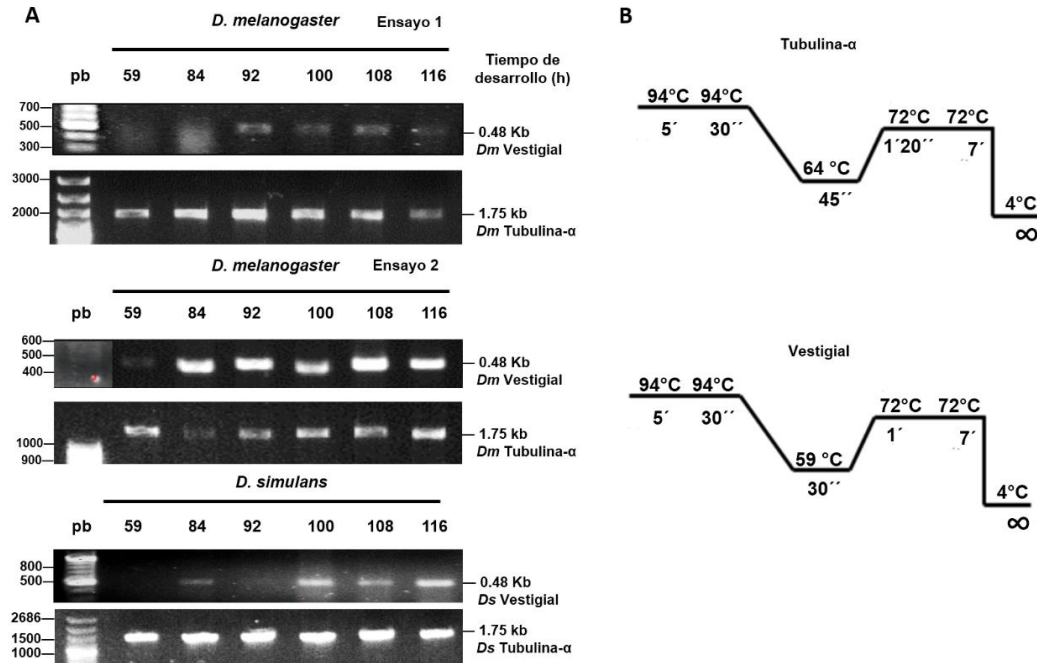 A
D. melanogaster Ensayo 1
Tiempo de
desarrollo (h)
pb 59 84 92 100 108 116
700
500
300
0.48 Kb
Dm Vestigial
3000
2000
1.75 kb
Dm Tubulina-α
D. melanogaster Ensayo 2
pb 59 84 92 100 108 116
600
500
400
0.48 Kb
Dm Vestigial
1000
900
1.75 kb
Dm Tubulina-α
D. simulans
pb 59 84 92 100 108 116
800
500
0.48 Kb
Ds Vestigial
2686
1500
1000
1.75 kb
Ds Tubulina-α
B
Tubulina-α
94°C 94°C 72°C 72°C
5´ 30´´ 1´20´´ 7´
64 °C
45´´
4°C
∞
Vestigial
94°C 94°C 72°C 72°C
5´ 30´´ 1´ 7´
59 °C
30´´
4°C
∞